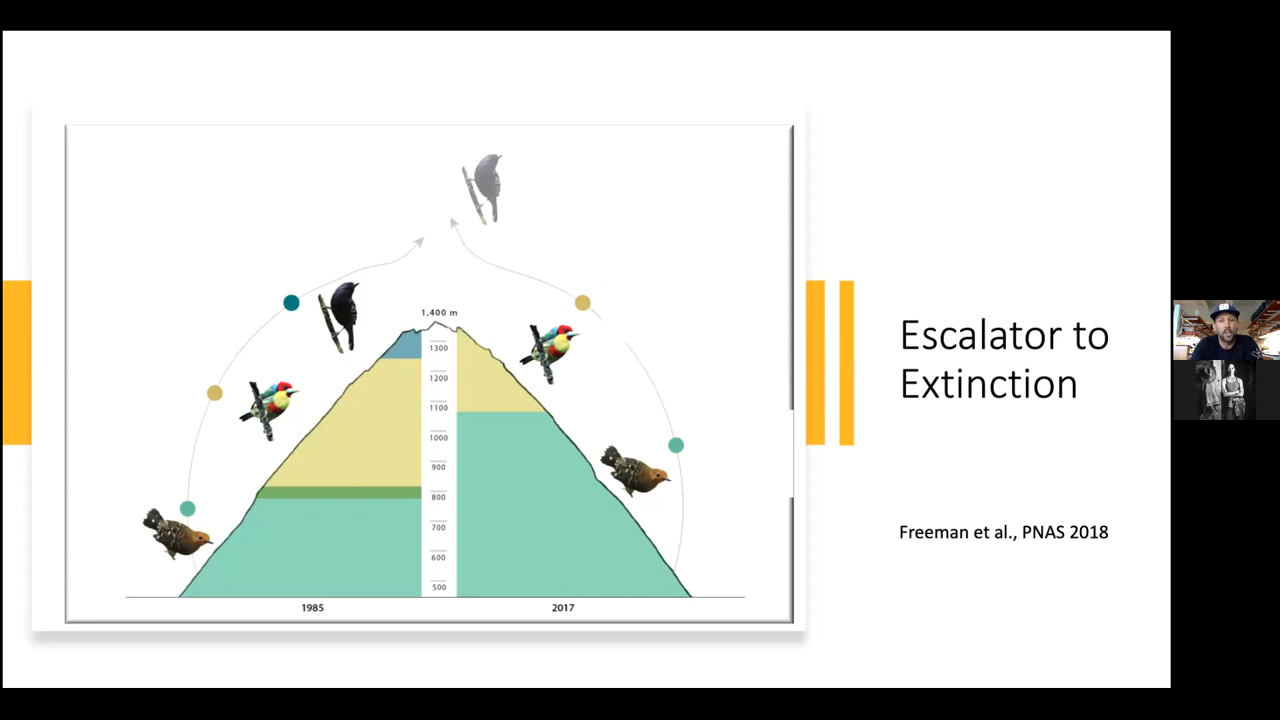 1,400 m
1300
1200
1100
1000
900
800
700
600
500
1985
2017
Escalator to
Extinction
Freeman et al., PNAS 2018